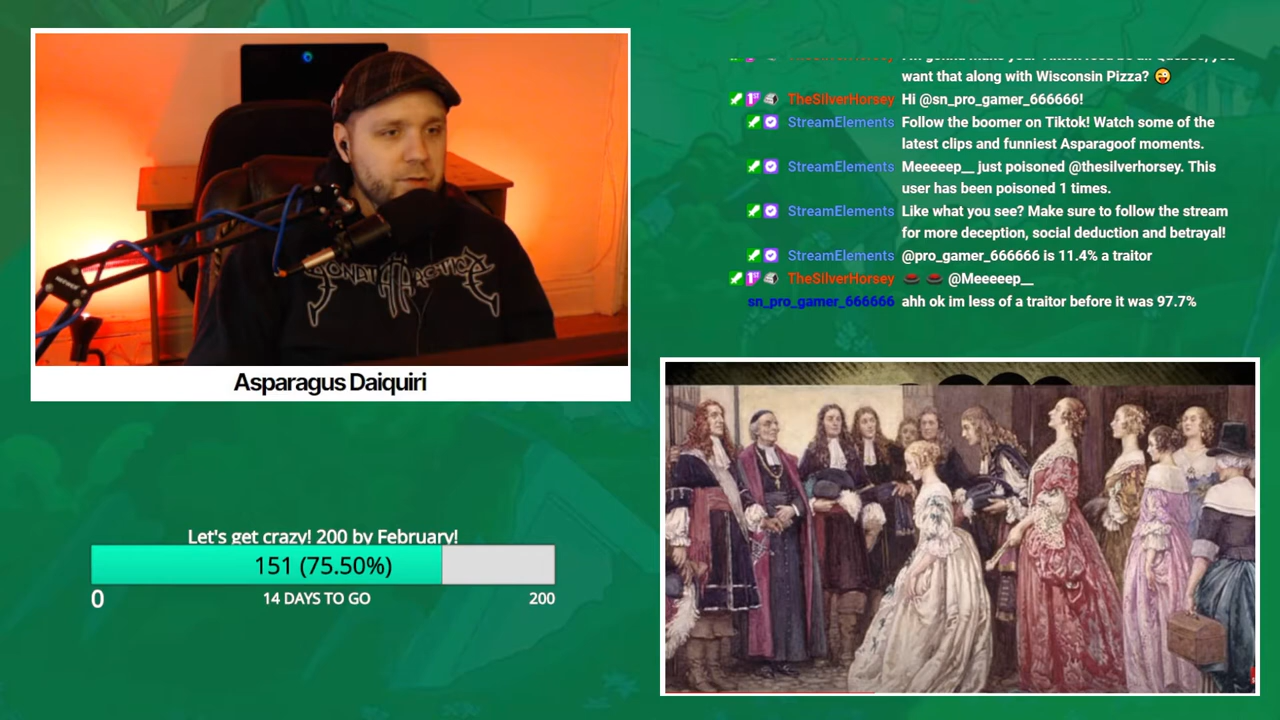 SONATA ARCTICA
Asparagus Daiquiri
Let's get crazy! 200 by February!
151 (75.50%)
0 14 DAYS TO GO 200
want that along with Wisconsin Pizza? 😜
TheSilverHorsey Hi @sn_pro_gamer_666666!
StreamElements Follow the boomer on Tiktok! Watch some of the
latest clips and funniest Asparagoof moments.
StreamElements Meeeeep__ just poisoned @thesilverhorsey. This
user has been poisoned 1 times.
StreamElements Like what you see? Make sure to follow the stream
for more deception, social deduction and betrayal!
StreamElements @pro_gamer_666666 is 11.4% a traitor
TheSilverHorsey @Meeeeep__
sn_pro_gamer_666666 ahh ok im less of a traitor before it was 97.7%